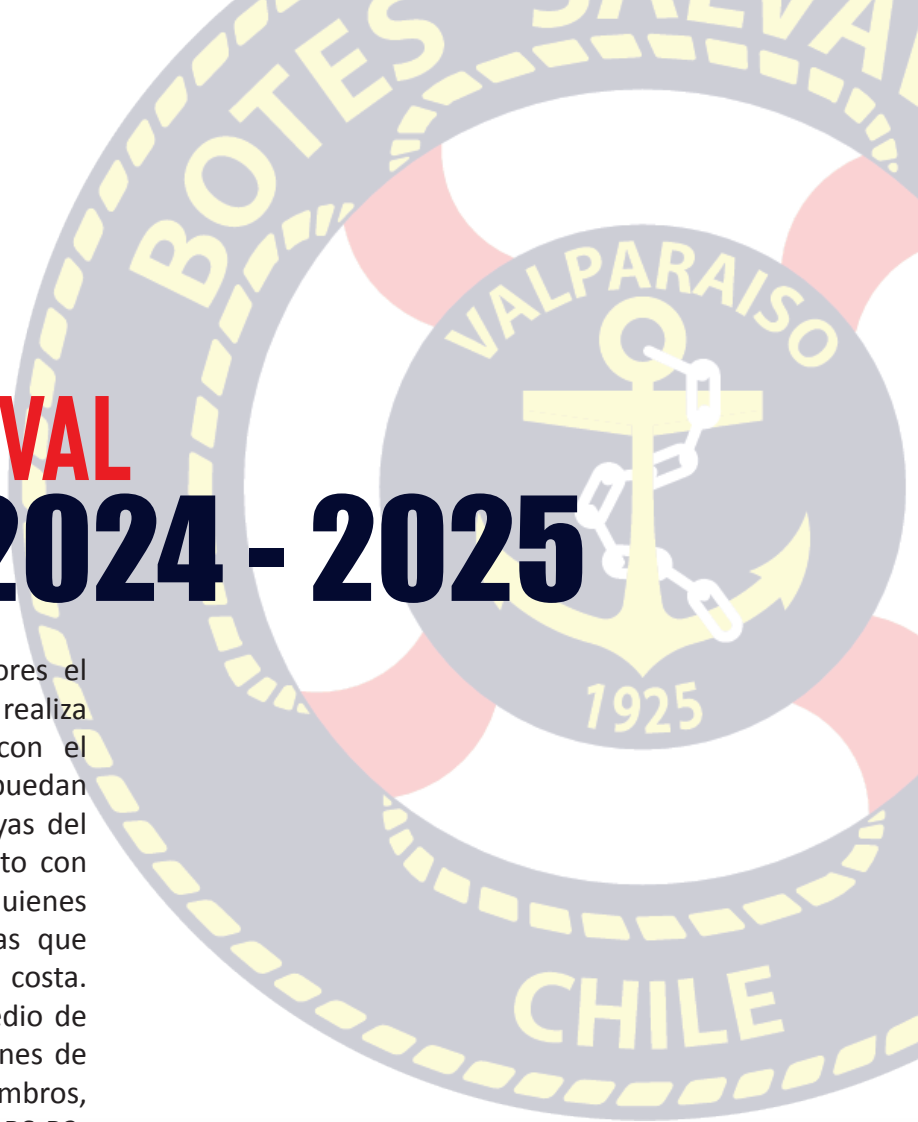 BOTES SALVA
VALPARAISO
1925
CHILE
VAL
2024 - 2025
ores el
realiza
con el
puedan
yas del
to con
uienes
as que
costa.
edio de
nes de
mbros,